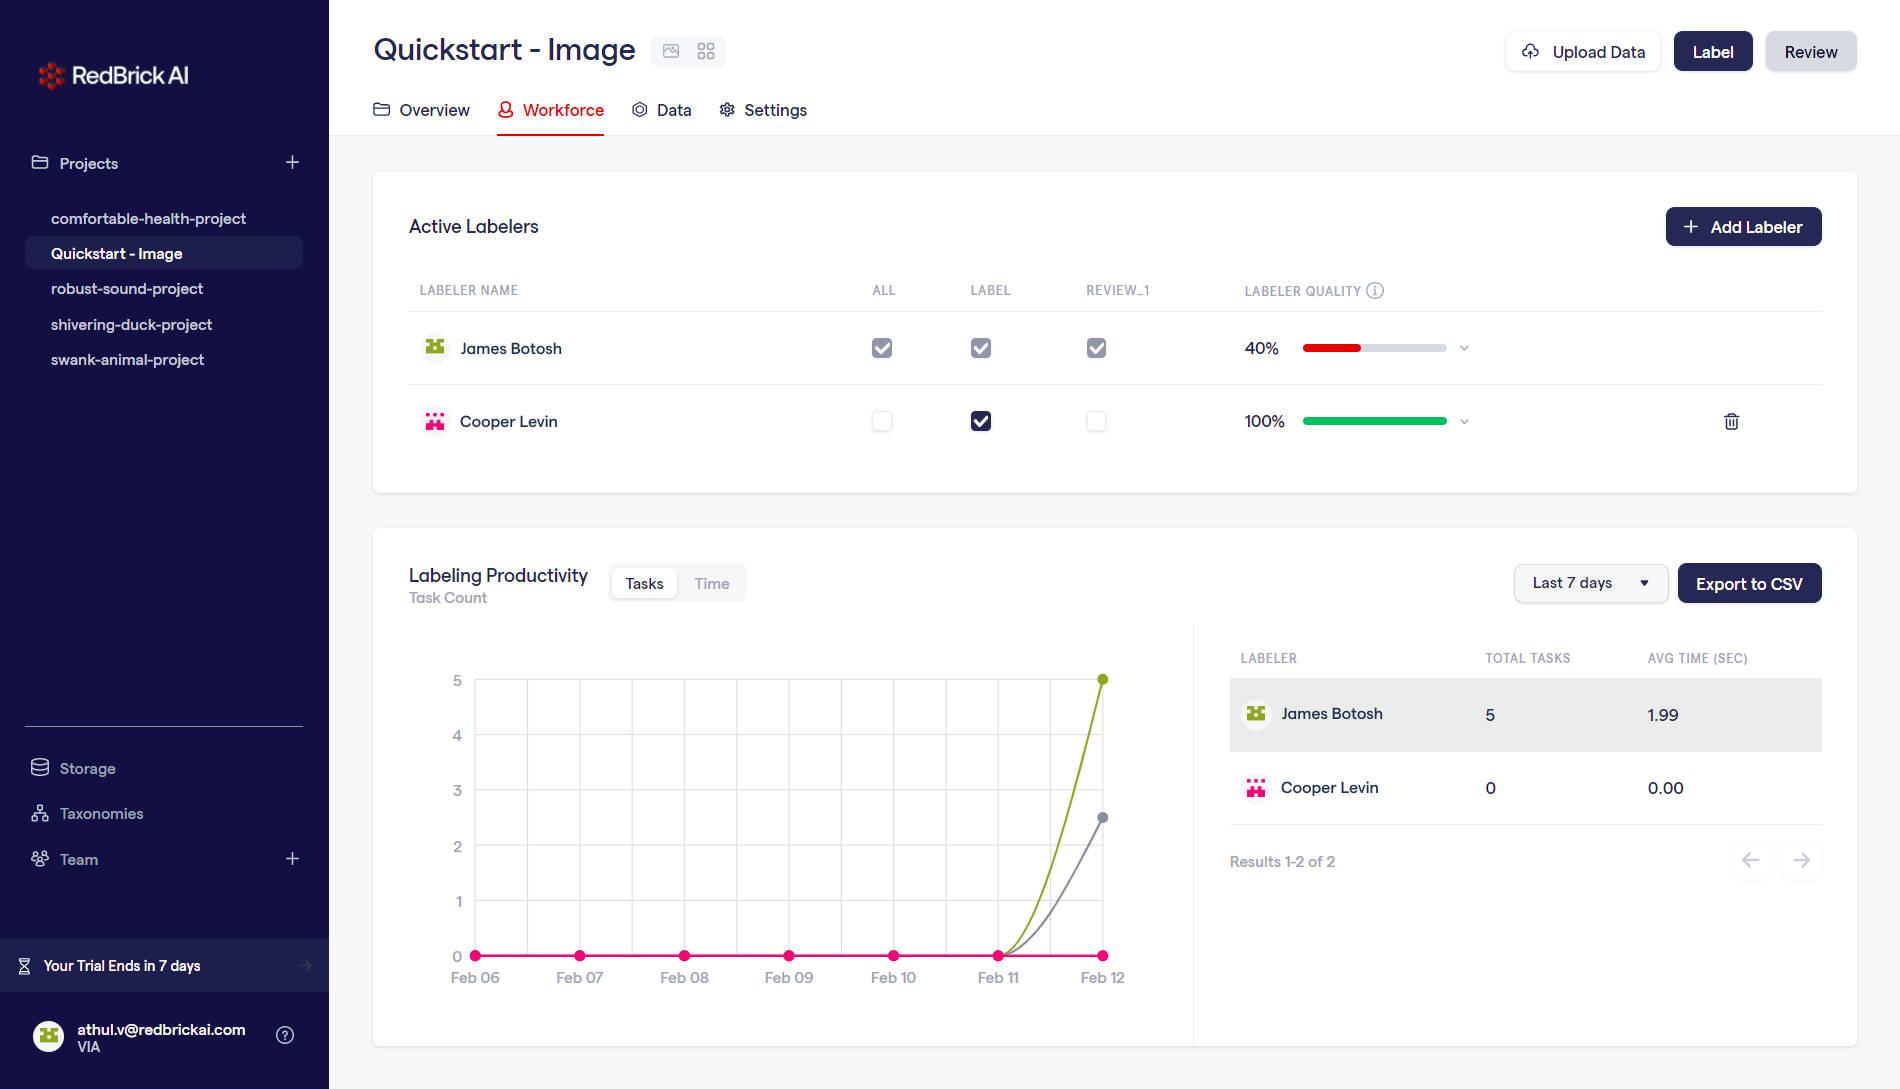 RedBrick AI
Projects
comfortable-health-project
Quickstart - Image
robust-sound-project
shivering-duck-project
swank-animal-project
Storage
Taxonomies
Team
Your Trial Ends in 7 days
athul.v@redbrickai.com
VIA
Quickstart - Image
Upload Data
Label
Review
Overview
Workforce
Data
Settings
Active Labelers
Add Labeler
LABELER NAME ALL LABEL REVIEW_1 LABELER QUALITY
James Botosh 40%
Cooper Levin 100%
Labeling Productivity
Task Count
Tasks Time
Last 7 days
Export to CSV
5
4
3
2
1
0
Feb 06 Feb 07 Feb 08 Feb 09 Feb 10 Feb 11 Feb 12
LABELER TOTAL TASKS AVG TIME (SEC)
James Botosh 5 1.99
Cooper Levin 0 0.00
Results 1-2 of 2